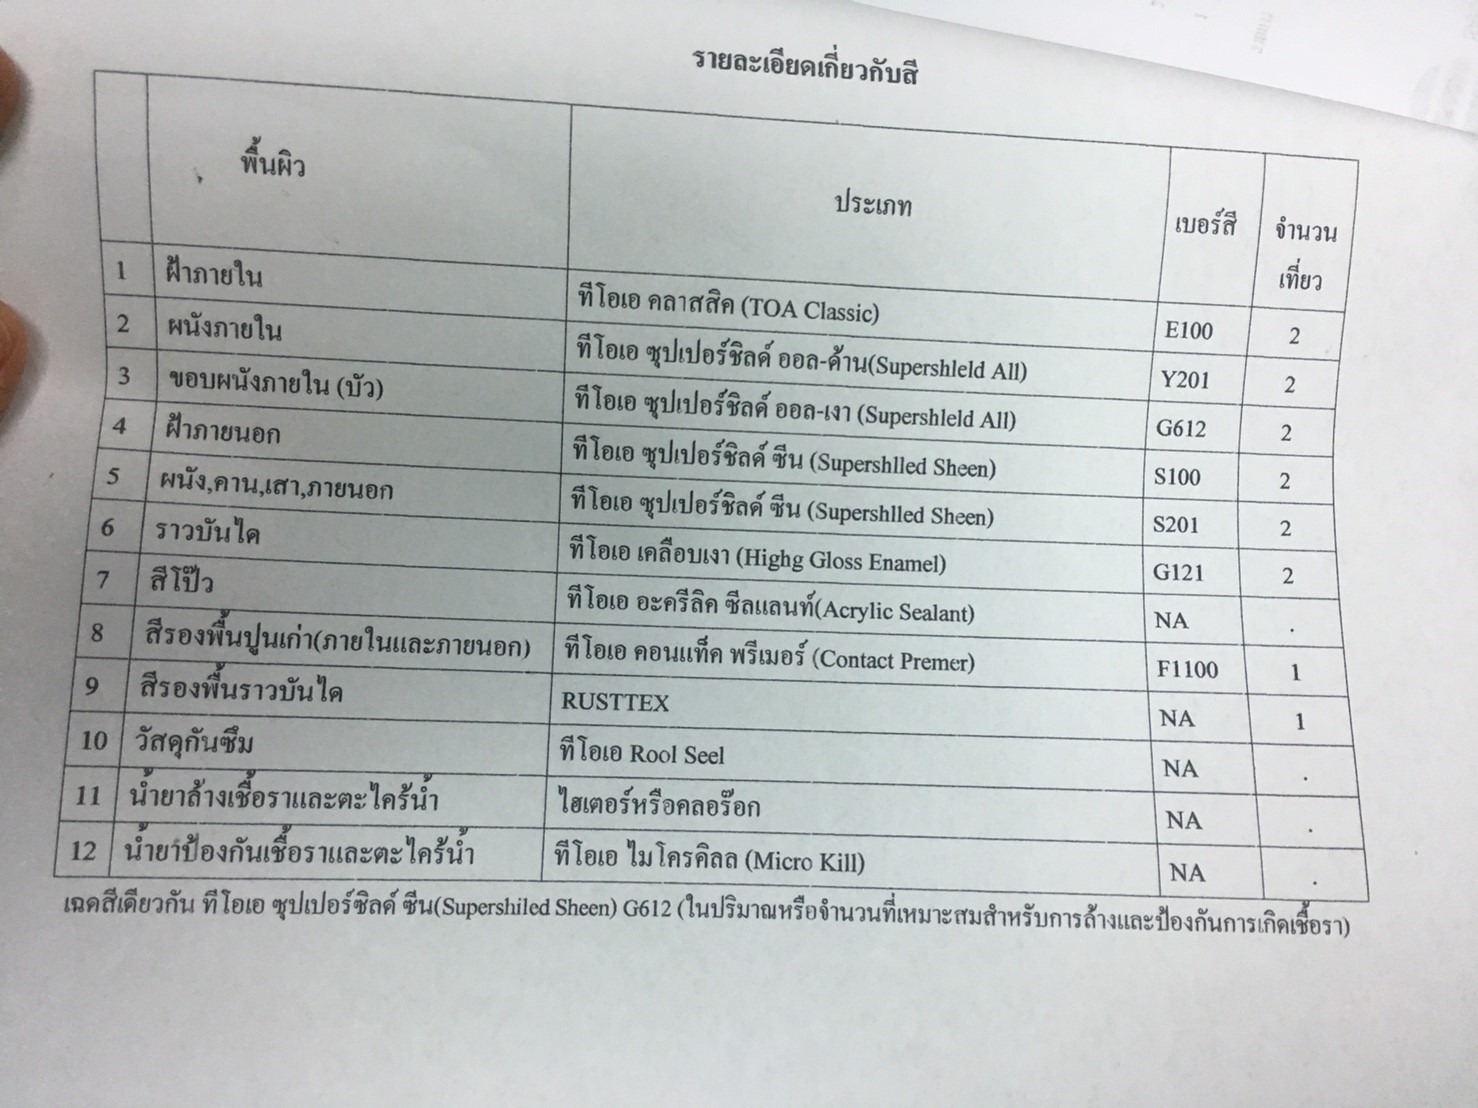 รายละเอียดเกี่ยวกับสี
พื้นผิว ประเภท เบอร์สี จำนวน
เที่ยว
1 ฝ้าภายใน ทีโอเอ คลาสสิค (TOA Classic) E100 2
2 ผนังภายใน ทีโอเอ ซุปเปอร์ชิลด์ ออล-ด้าน(Supershleld All) Y201 2
3 ขอบผนังภายใน (บัว) ทีโอเอ ซุปเปอร์ชิลด์ ออล-เงา (Supershleld All) G612 2
4 ฝ้าภายนอก ทีโอเอ ซุปเปอร์ชิลด์ ซีน (Supershlled Sheen) S100 2
5 ผนัง,คาน,เสา,ภายนอก ทีโอเอ ซุปเปอร์ชิลด์ ซีน (Supershlled Sheen) S201 2
6 ราวบันได ทีโอเอ เคลือบเงา (Highg Gloss Enamel) G121 2
7 สีโป๊ว ทีโอเอ อะครีลิค ซีลแลนท์(Acrylic Sealant) NA .
8 สีรองพื้นปูนเก่า(ภายในและภายนอก) ทีโอเอ คอนแท็ค พรีเมอร์ (Contact Premer) F1100 1
9 สีรองพื้นราวบันได RUSTTEX NA 1
10 วัสดุกันซึม ทีโอเอ Rool Seel NA .
11 น้ำยาล้างเชื้อราและตะไคร้น้ำ ไฮเตอร์หรือคลอร๊อก NA .
12 น้ำยาป้องกันเชื้อราและตะไคร้น้ำ ทีโอเอ ไมโครคิลล (Micro Kill) NA .
เฉดสีเดียวกัน ทีโอเอ ซุปเปอร์ซิลด์ ซีน(Supershiled Sheen) G612 (ในปริมาณหรือจำนวนที่เหมาะสมสำหรับการล้างและป้องกันการเกิดเชื้อรา)